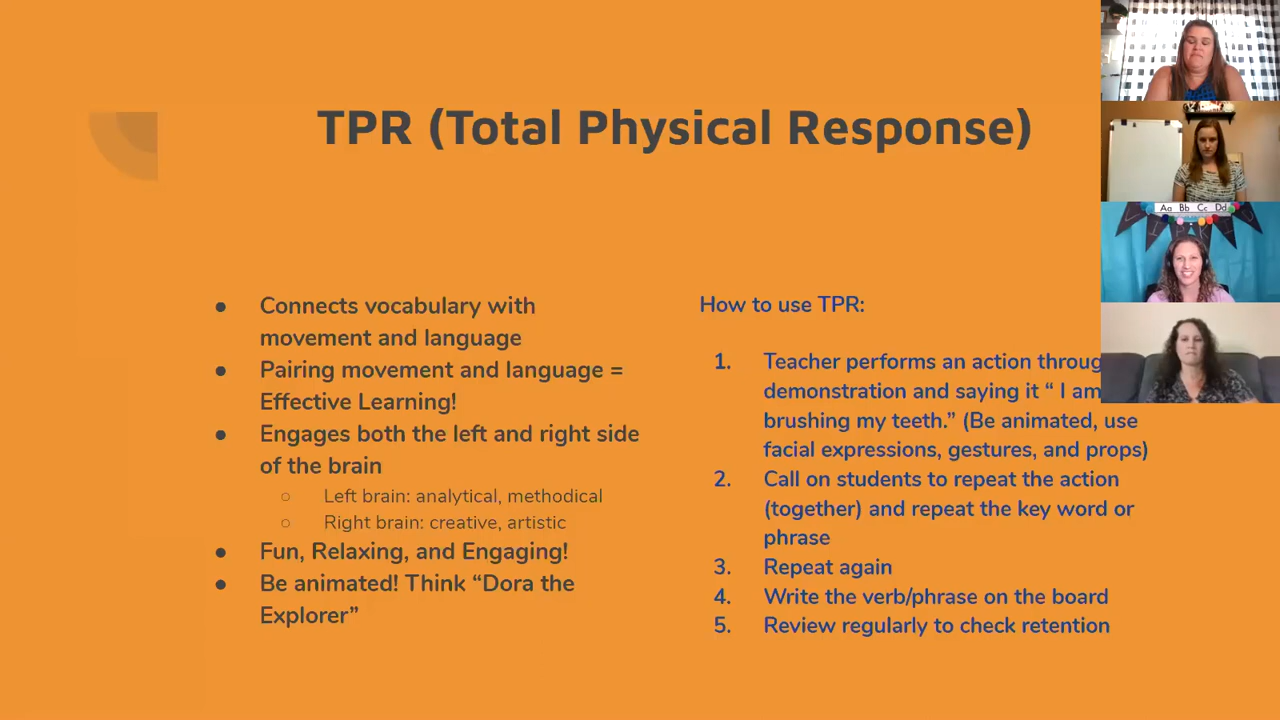 TPR (Total Physical Response)
● Connects vocabulary with
movement and language
● Pairing movement and language =
Effective Learning!
● Engages both the left and right side
of the brain
○ Left brain: analytical, methodical
○ Right brain: creative, artistic
● Fun, Relaxing, and Engaging!
● Be animated! Think “Dora the
Explorer”
How to use TPR:
1. Teacher performs an action
demonstration and saying it “ I am
brushing my teeth.” (Be animated, use
facial expressions, gestures, and props)
2. Call on students to repeat the action
(together) and repeat the key word or
phrase
3. Repeat again
4. Write the verb/phrase on the board
5. Review regularly to check retention
Aa Bb Cc Dd